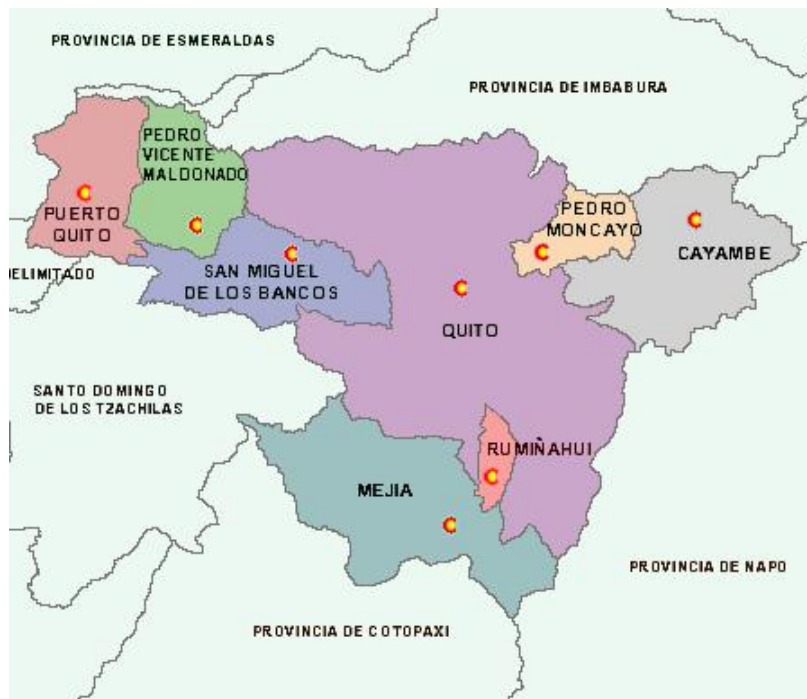 PROVINCIA DE ESMERALDAS
PROVINCIA DE IMBABURA
PEDRO
VICENTE
MALDONADO
PUERTO
QUITO
PEDRO
MONCAYO
CAYAMBE
DELIMITADO
SAN MIGUEL
DE LOS BANCOS
QUITO
SANTO DOMINGO
DE LOS TZACHILAS
RUMIÑAHUI
MEJIA
PROVINCIA DE NAPO
PROVINCIA DE COTOPAXI